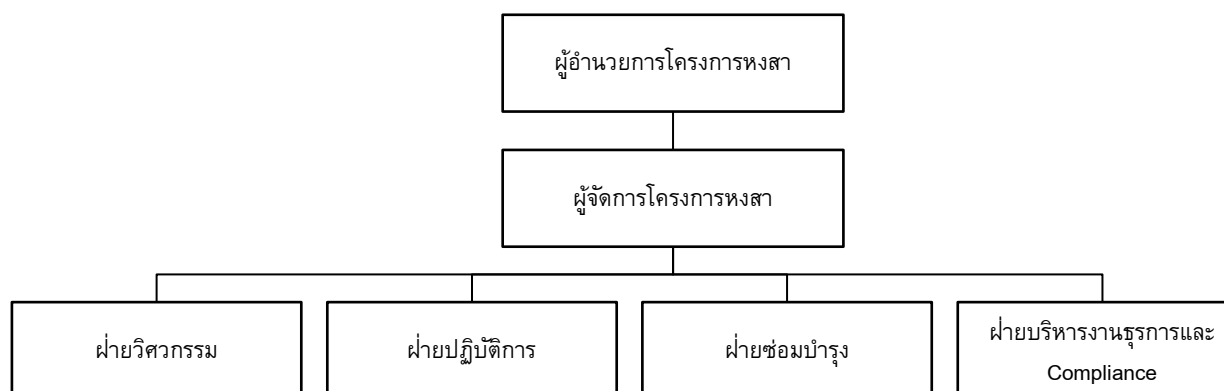 ผู้อำนวยการโครงการหงสา
ผู้จัดการโครงการหงสา
ฝ่ายวิศวกรรม
ฝ่ายปฏิบัติการ
ฝ่ายซ่อมบำรุง
ฝ่ายบริหารงานธุรการและ
Compliance